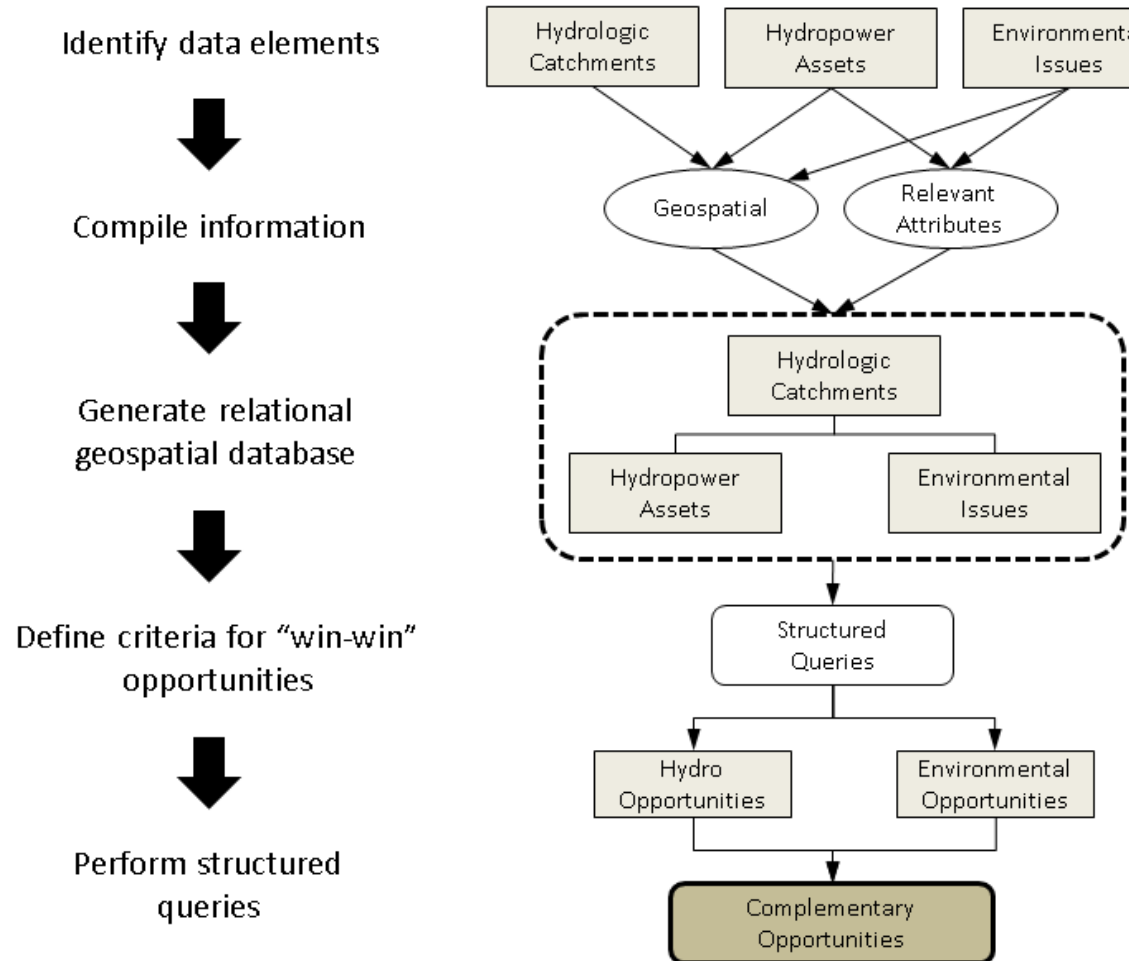 Identify data elements
Compile information
Generate relational
geospatial database
Define criteria for “win-win”
opportunities
Perform structured
queries
Hydrologic
Catchments
Hydropower
Assets
Environmenta
Issues
Geospatial
Relevant
Attributes
Hydrologic
Catchments
Hydropower
Assets
Environmental
Issues
Structured
Queries
Hydro
Opportunities
Environmental
Opportunities
Complementary
Opportunities